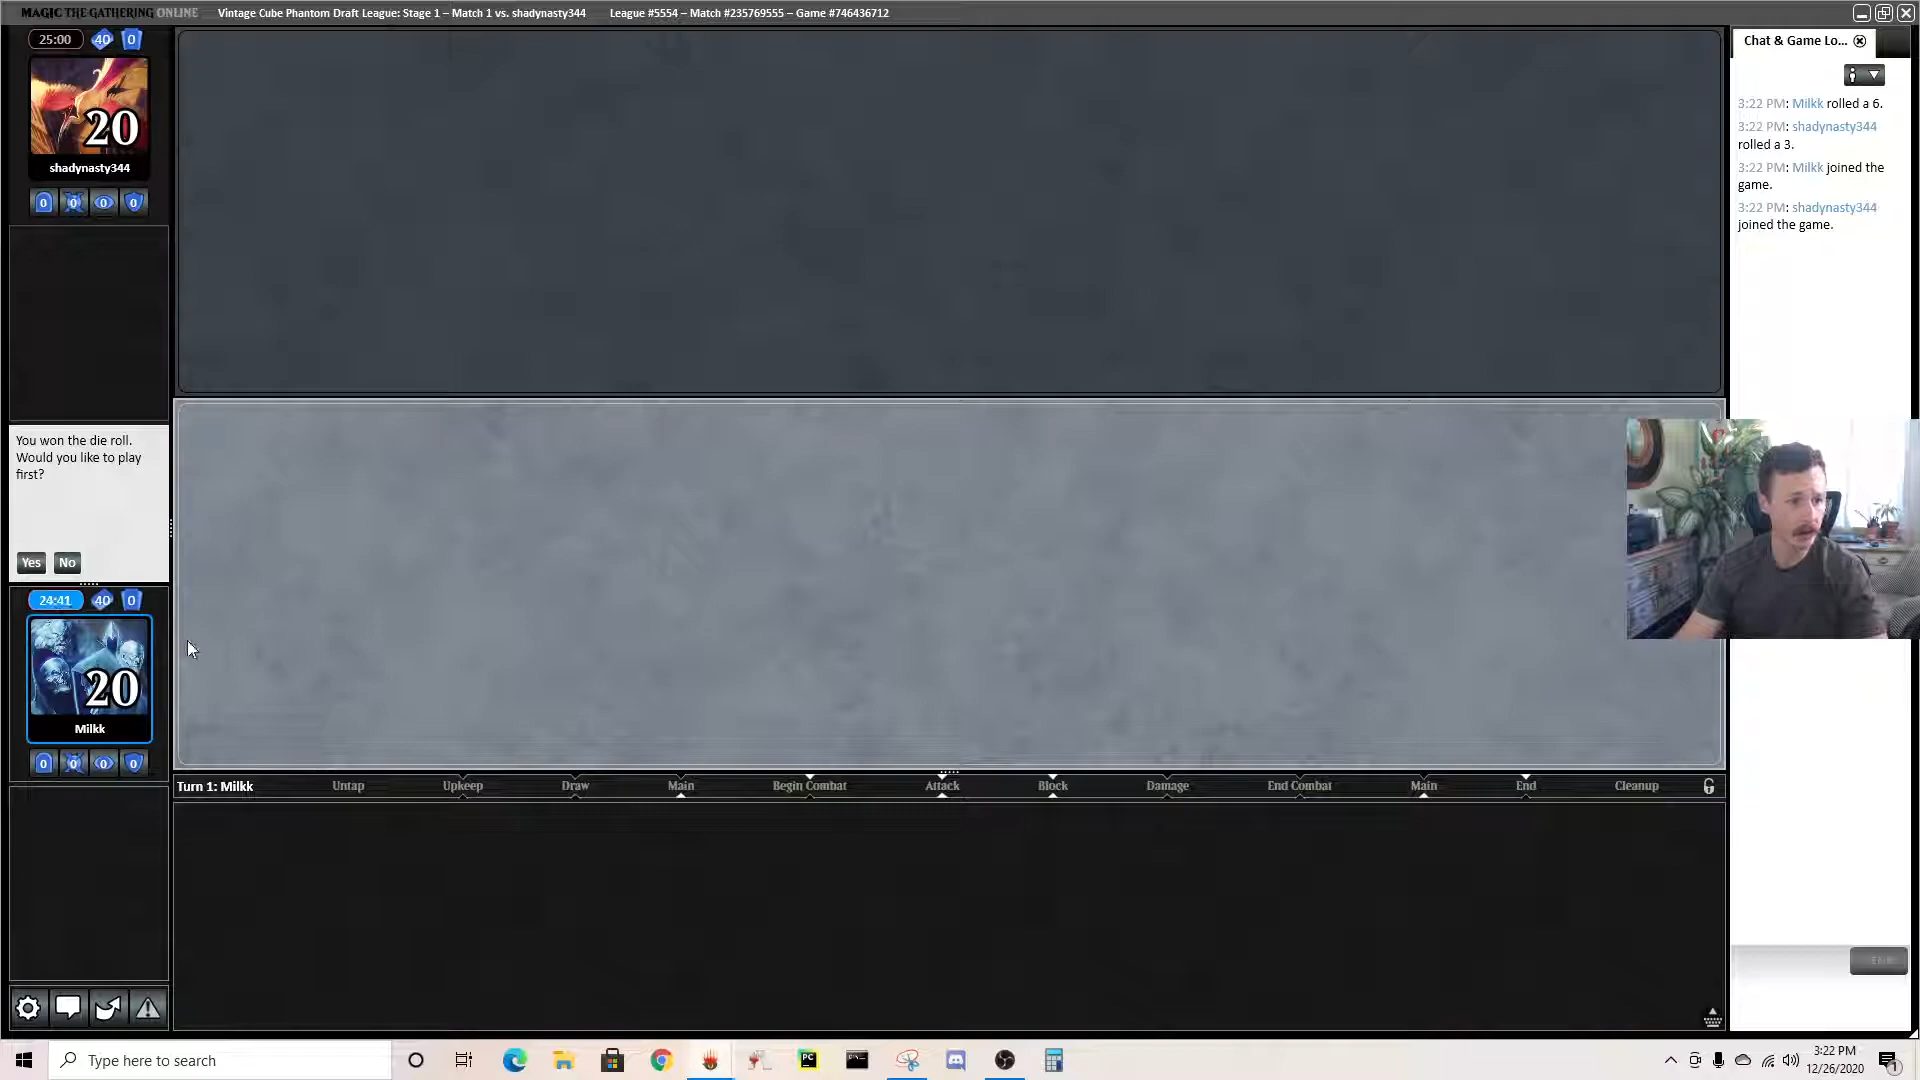 MAGIC THE GATHERING ONLINE Vintage Cube Phantom Draft League: Stage 1 – Match 1 vs. shadynasty344 League #5554 – Match #235769555 – Game #746436712
25:00 40 0
20
shadynasty344
0 0 0 0
Chat & Game Lo...
3:22 PM: Milkk rolled a 6.
3:22 PM: shadynasty344
rolled a 3.
3:22 PM: Milkk joined the
game.
3:22 PM: shadynasty344
joined the game.
You won the die roll.
Would you like to play
first?
Yes No
24:41 40 0
20
Milkk
0 0 0 0
Turn 1: Milkk Untap Upkeep Draw Main Begin Combat Attack Block Damage End Combat Main End Cleanup
Type here to search
PC
3:22 PM
12/26/2020
1